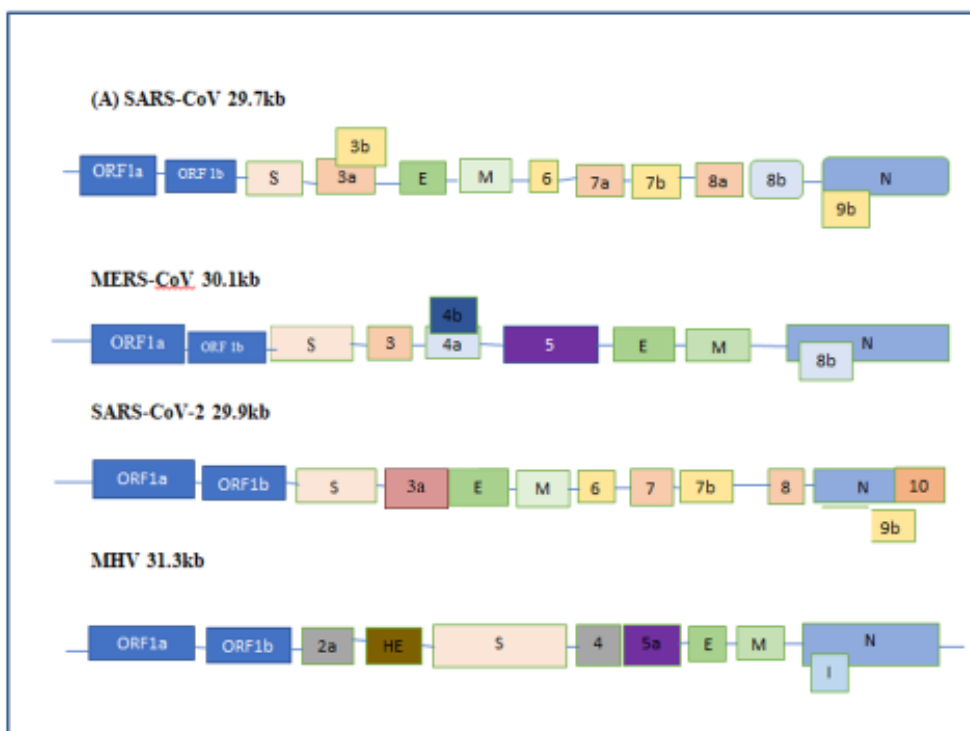 (A) SARS-CoV 29.7kb
3b
ORF1a ORF 1b S 3a E M 6 7a 7b 8a 8b N
9b
MERS-CoV 30.1kb
4b
ORF1a ORF 1b S 3 4a 5 E M N
8b
SARS-CoV-2 29.9kb
ORF1a ORF1b S 3a E M 6 7 7b 8 N 10
9b
MHV 31.3kb
ORF1a ORF1b 2a HE S 4 5a E M N
I